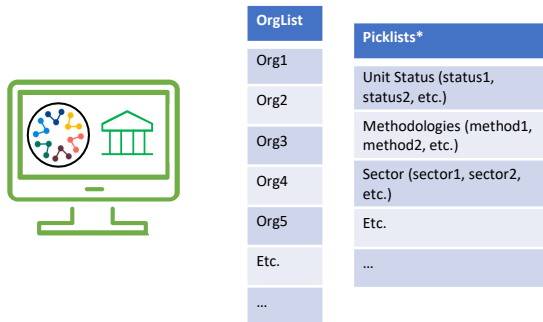 OrgList
Org1
Org2
Org3
Org4
Org5
Etc.
...
Picklists*
Unit Status (status1,
status2, etc.)
Methodologies (method1,
method2, etc.)
Sector (sector1, sector2,
etc.)
Etc.
...